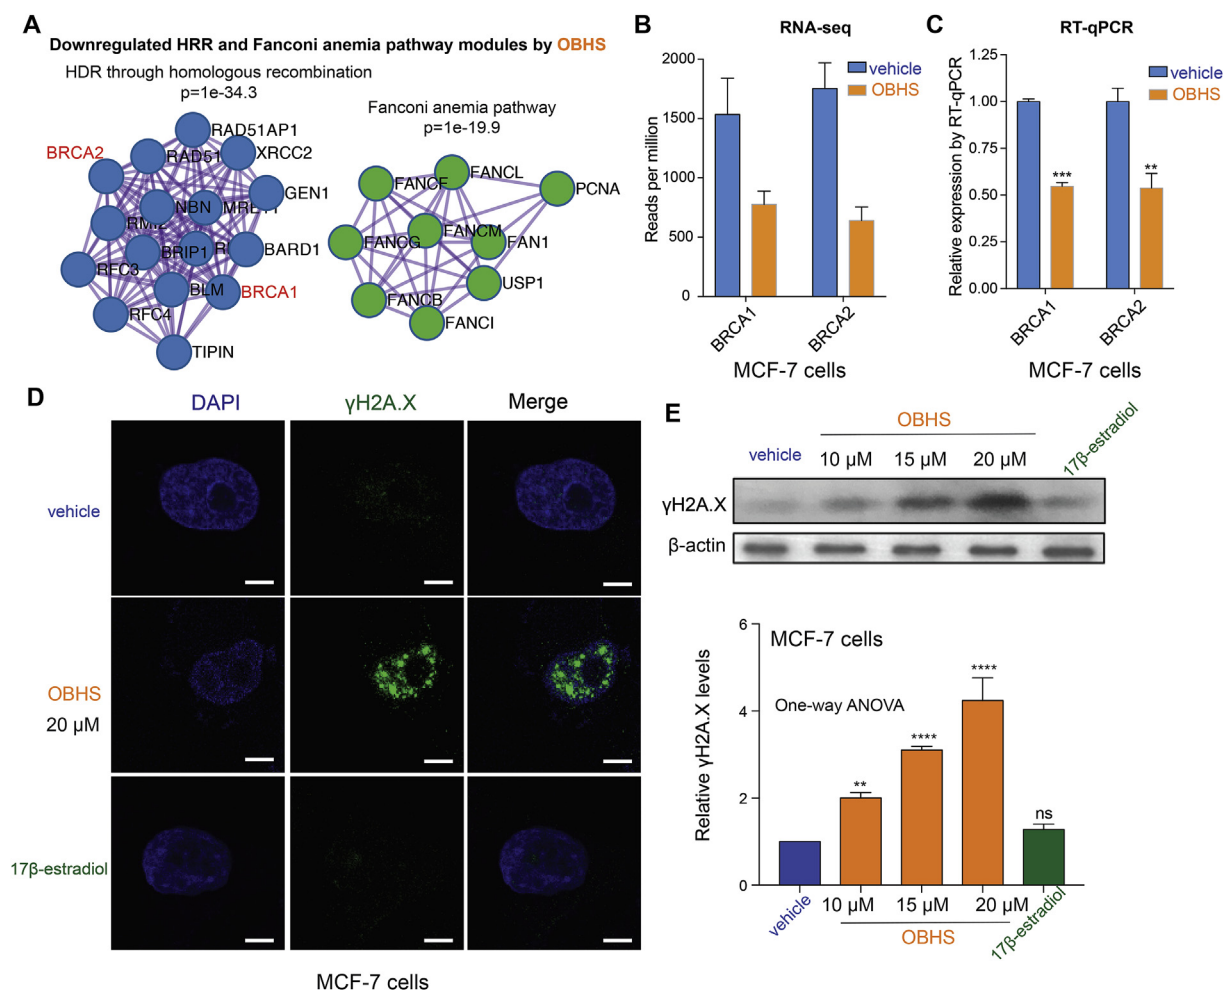 A
Downregulated HRR and Fanconi anemia pathway modules by OBHS
HDR through homologous recombination
p=1e-34.3
RAD51AP1
BRCA2
RAD51
XRCC2
GEN1
NBN
RMI2
BRIP1
BARD1
RFC3
BLM
BRCA1
RFC4
TIPIN
Fanconi anemia pathway
p=1e-19.9
FANCL
FANCF
PCNA
FANCM
FANCG
FAN1
USP1
FANCB
FANCI
B
RNA-seq
vehicle
OBHS
Reads per million
2000
1500
1000
500
0
BRCA1
BRCA2
MCF-7 cells
C
RT-qPCR
vehicle
OBHS
Relative expression by RT-qPCR
1.25
1.00
0.75
0.50
0.25
0.00
***
**
BRCA1
BRCA2
MCF-7 cells
D
DAPI
γH2A.X
Merge
vehicle
OBHS
20 μM
17β-estradiol
MCF-7 cells
E
OBHS
vehicle
10 μM
15 μM
20 μM
17β-estradiol
γH2A.X
β-actin
MCF-7 cells
One-way ANOVA
Relative γH2A.X levels
6
4
2
0
**
****
****
ns
vehicle
10 μM
15 μM
20 μM
17β-estradiol
OBHS